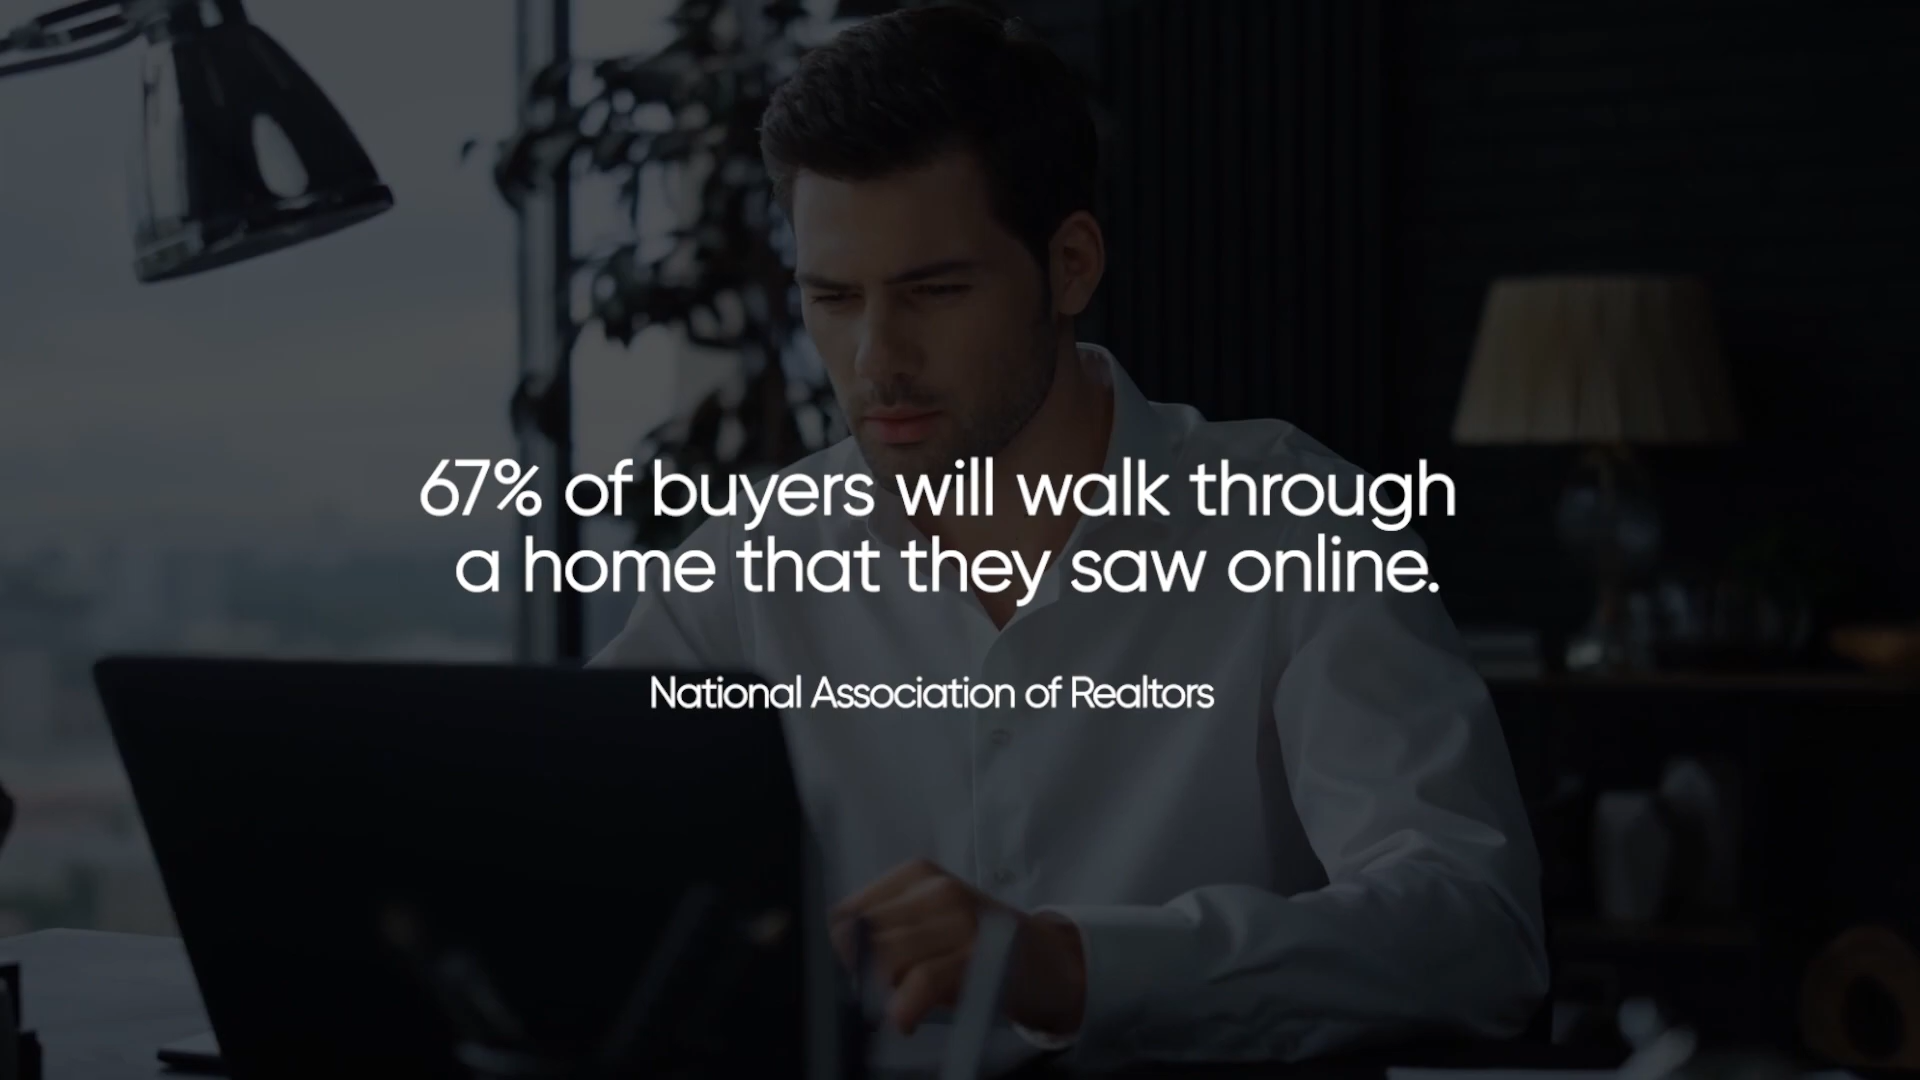 67% of buyers will walk through
a home that they saw online.
National Association of Realtors